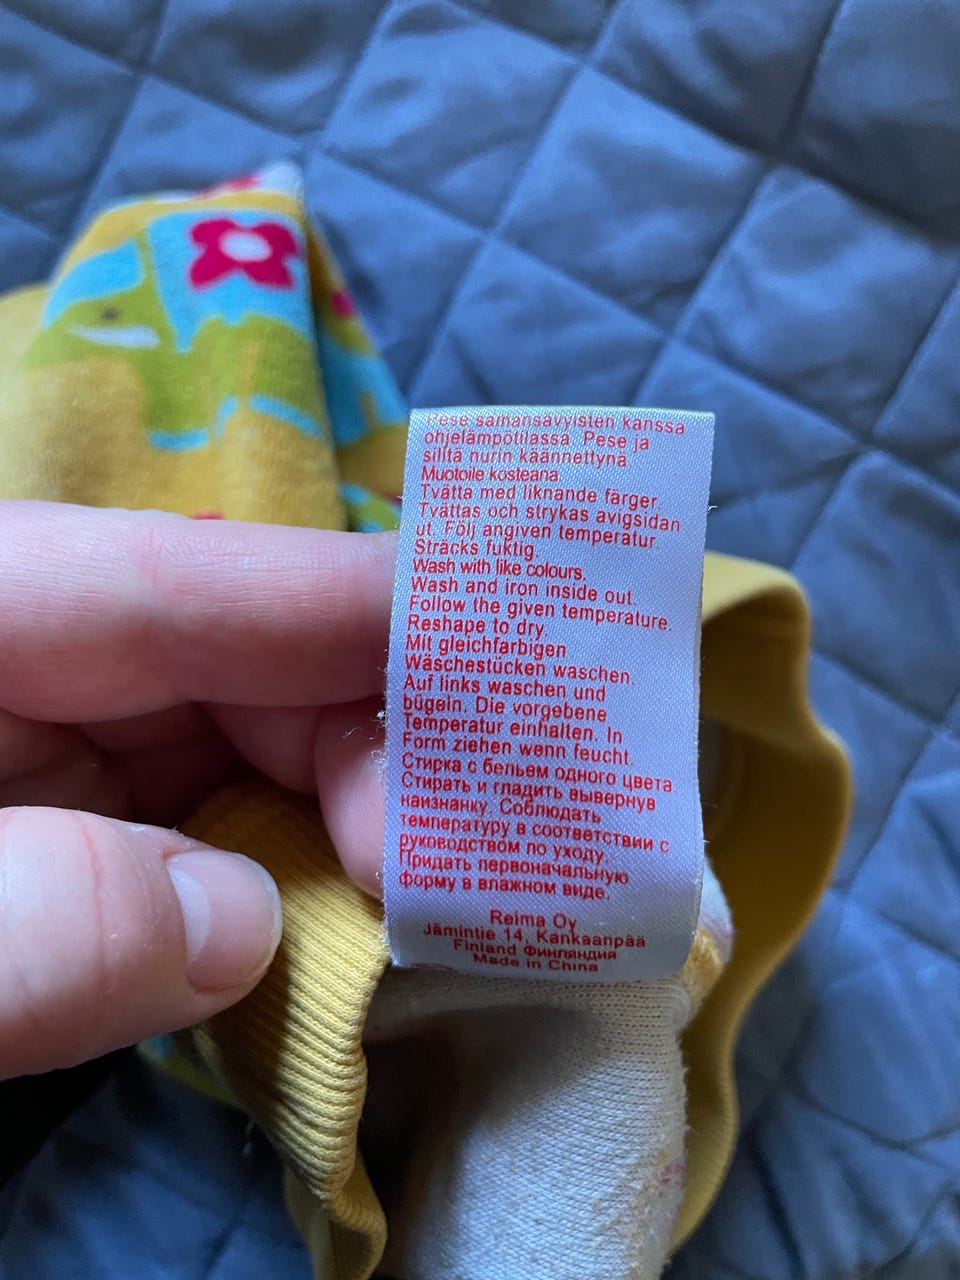 Pese samansävyisten kanssa
ohjelämpötilassa. Pese ja
silitä nurin käännettynä.
Muotoile kosteana.
Tvätta med liknande färger.
Tvättas och strykas avigsidan
ut. Följ angiven temperatur.
Sträcks fuktig.
Wash with like colours.
Wash and iron inside out.
Follow the given temperature.
Reshape to dry.
Mit gleichfarbigen
Wäschestücken waschen.
Auf links waschen und
bügeln. Die vorgebene
Temperatur einhalten. In
Form ziehen wenn feucht.
Стирка с бельем одного цвета.
Стирать и гладить вывернув
наизнанку. Соблюдать
температуру в соответствии с
руководством по уходу.
Придать первоначальную
форму в влажном виде.
Reima Oy
Jämintie 14, Kankaanpää
Finland Финляндия
Made in China